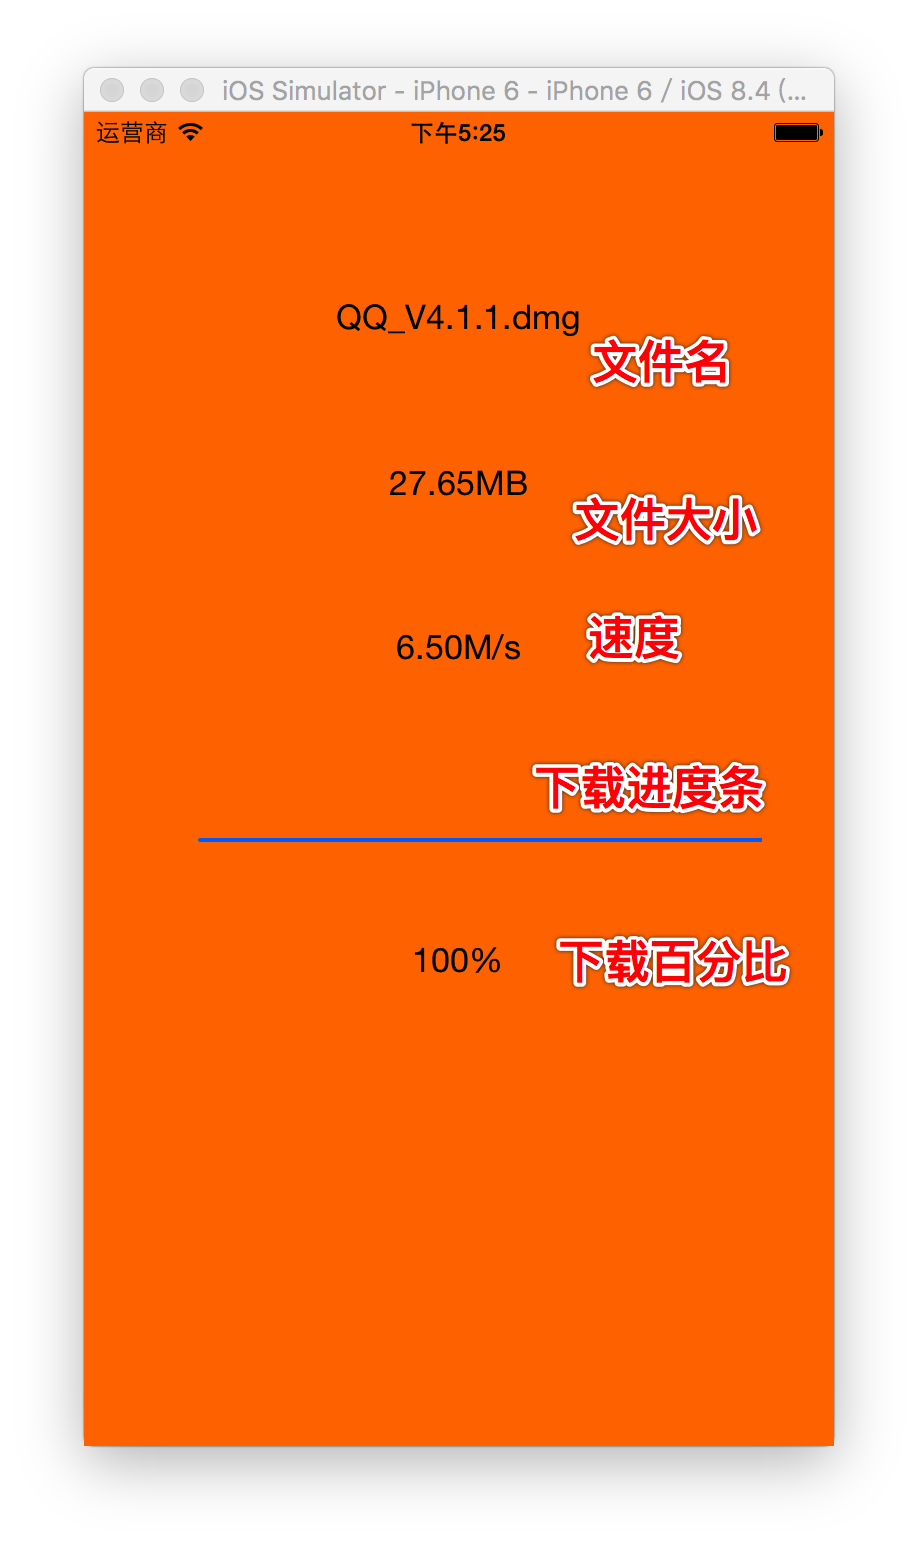 iOS Simulator - iPhone 6 - iPhone 6 / iOS 8.4 (...
运营商 下午5:25
QQ_V4.1.1.dmg
文件名
27.65MB
文件大小
6.50M/s 速度
下载进度条
100% 下载百分比